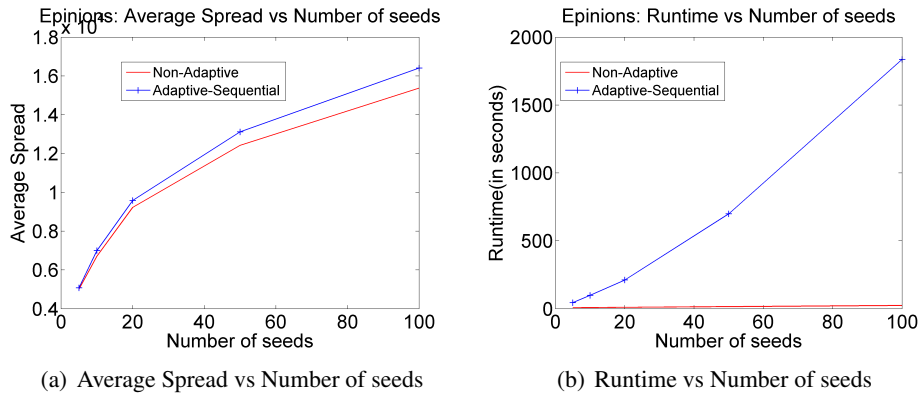 Epinions: Average Spread vs Number of seeds
x 10
1.8
1.6
1.4
1.2
1
0.8
0.6
0.4
0 20 40 60 80 100
Average Spread
Number of seeds
Non-Adaptive
Adaptive-Sequential
(a) Average Spread vs Number of seeds
Epinions: Runtime vs Number of seeds
2000
1500
1000
500
0
0 20 40 60 80 100
Runtime(in seconds)
Number of seeds
Non-Adaptive
Adaptive-Sequential
(b) Runtime vs Number of seeds